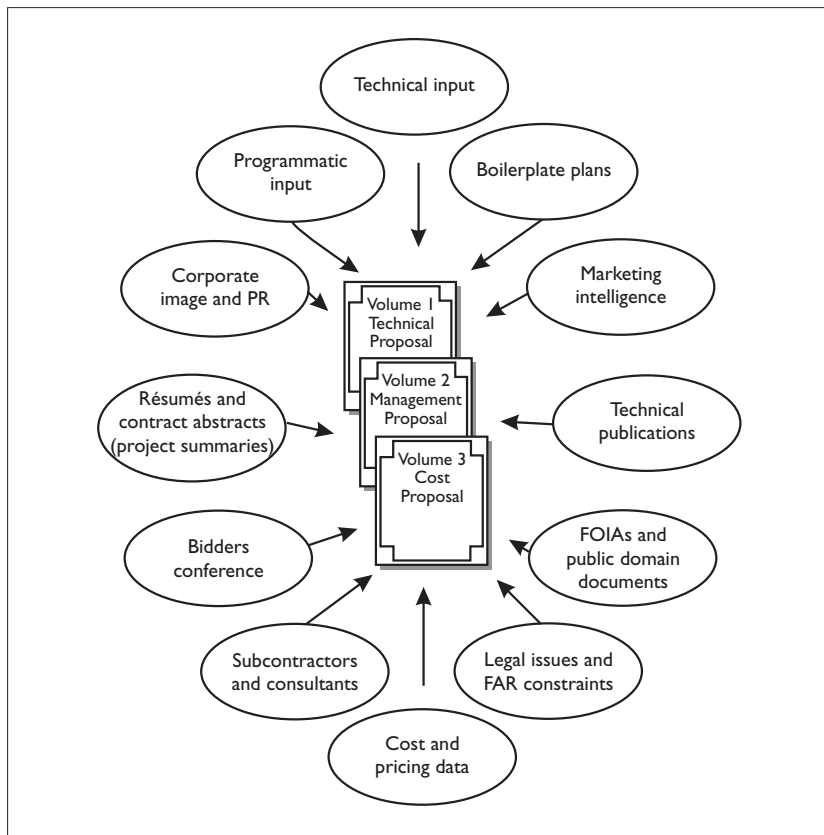 Technical input
Programmatic
input
Boilerplate plans
Corporate
image and PR
Marketing
intelligence
Volume 1
Technical
Proposal
Volume 2
Management
Proposal
Résumés and
contract abstracts
(project summaries)
Technical
publications
Volume 3
Cost
Proposal
Bidders
conference
FOIAs and
public domain
documents
Subcontractors
and consultants
Legal issues and
FAR constraints
Cost and
pricing data